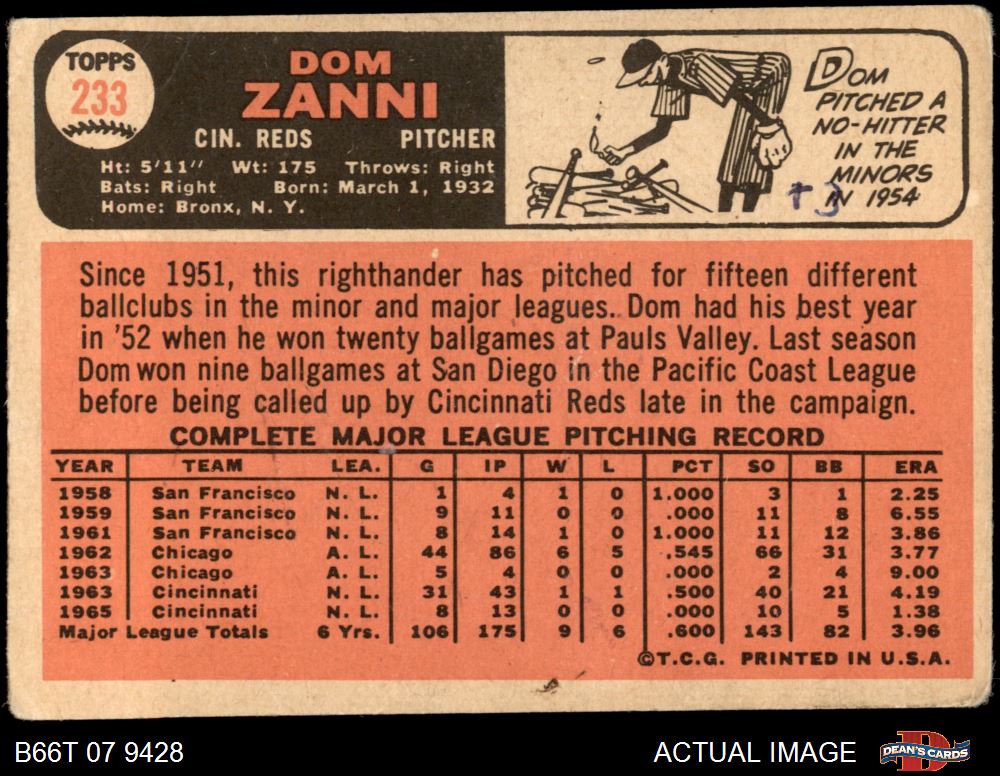 TOPPS
233
DOM
ZANNI
CIN. REDS PITCHER
Ht: 5'11" Wt: 175 Throws: Right
Bats: Right Born: March 1, 1932
Home: Bronx, N. Y.
DOM
PITCHED A
NO-HITTER
IN THE
MINORS
IN 1954
+3
Since 1951, this righthander has pitched for fifteen different
ballclubs in the minor and major leagues. Dom had his best year
in '52 when he won twenty ballgames at Pauls Valley. Last season
Dom won nine ballgames at San Diego in the Pacific Coast League
before being called up by Cincinnati Reds late in the campaign.
COMPLETE MAJOR LEAGUE PITCHING RECORD
YEAR TEAM LEA. G IP W L PCT SO BB ERA
1958 San Francisco N. L. 1 4 1 0 1.000 3 1 2.25
1959 San Francisco N. L. 9 11 0 0 .000 11 8 6.55
1961 San Francisco N. L. 8 14 1 0 1.000 11 12 3.86
1962 Chicago A. L. 44 86 6 5 .545 66 31 3.77
1963 Chicago A. L. 5 4 0 0 .000 2 4 9.00
1963 Cincinnati N. L. 31 43 1 1 .500 40 21 4.19
1965 Cincinnati N. L. 8 13 0 0 .000 10 5 1.38
Major League Totals 6 Yrs. 106 175 9 6 .600 143 82 3.96
©T.C.G. PRINTED IN U.S.A.
B66T 07 9428
ACTUAL IMAGE
D
DEAN'S CARDS